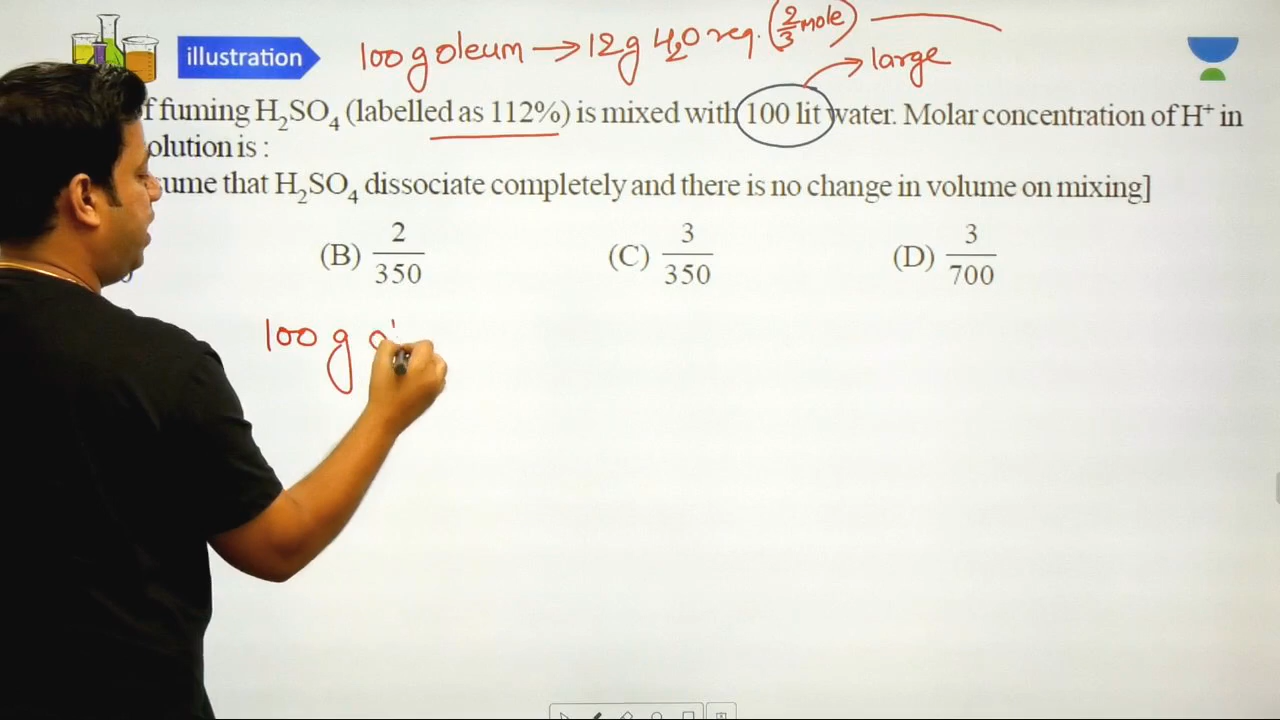 100 g oleum → 12g H₂O req. (2/3 mole)
large
illustration
f fuming H₂SO₄ (labelled as 112%) is mixed with 100 lit water. Molar concentration of H⁺ in
olution is :
ume that H₂SO₄ dissociate completely and there is no change in volume on mixing]
(B) 2/350 (C) 3/350 (D) 3/700
100 g